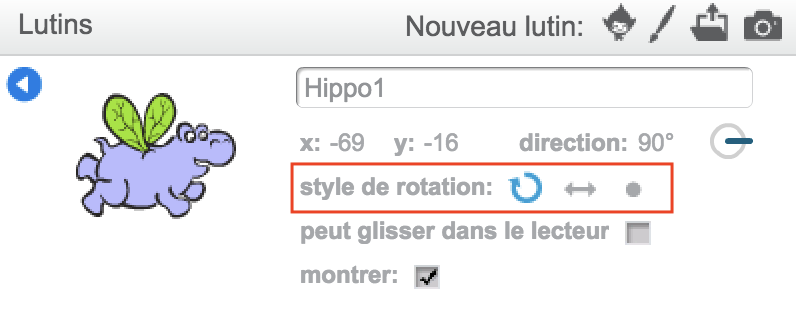 Lutins Nouveau lutin:
Hippo1
x: -69 y: -16 direction: 90°
style de rotation:
peut glisser dans le lecteur
montrer: